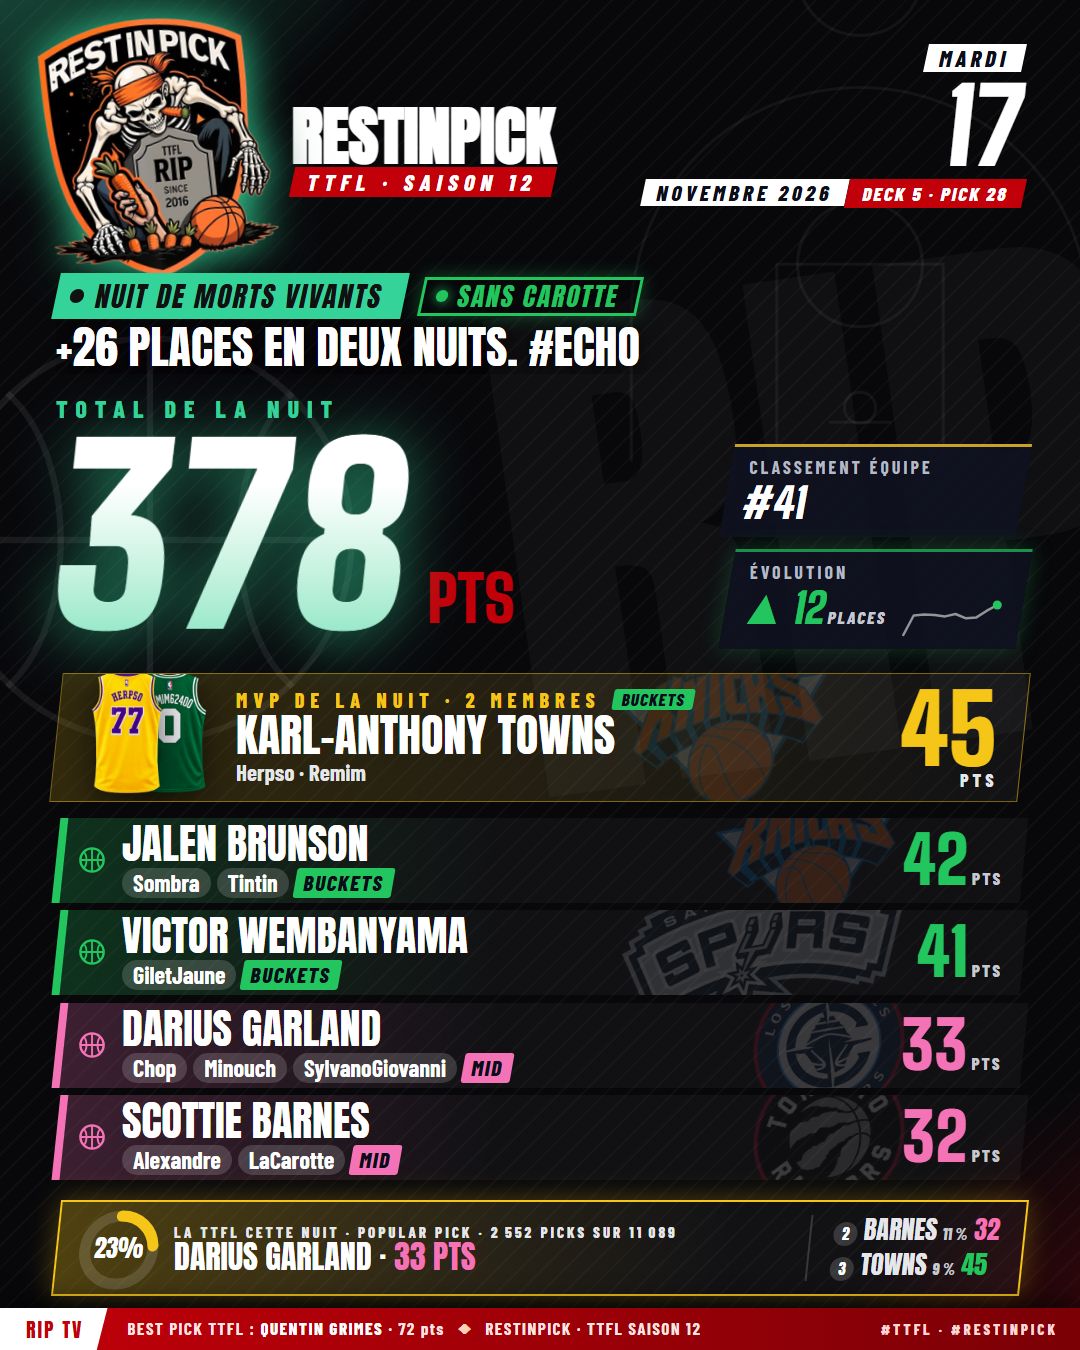 REST IN PICK
TTFL
RIP
SINCE
2016
RESTINPICK
TTFL · SAISON 12
MARDI
17
NOVEMBRE 2026
DECK 5 · PICK 28
NUIT DE MORTS VIVANTS
SANS CAROTTE
+26 PLACES EN DEUX NUITS. #ECHO
TOTAL DE LA NUIT
378 PTS
CLASSEMENT ÉQUIPE
#41
ÉVOLUTION
▲ 12 PLACES
RIP
HERPSO
77
MIM62400
0
MVP DE LA NUIT · 2 MEMBRES BUCKETS
KARL-ANTHONY TOWNS
Herpso · Remim
KNICKS
45
PTS
JALEN BRUNSON
Sombra Tintin BUCKETS
KNICKS
42 PTS
VICTOR WEMBANYAMA
GiletJaune BUCKETS
SPURS
41 PTS
DARIUS GARLAND
Chop Minouch SylvanoGiovanni MID
33 PTS
SCOTTIE BARNES
Alexandre LaCarotte MID
32 PTS
23%
LA TTFL CETTE NUIT · POPULAR PICK · 2 552 PICKS SUR 11 089
DARIUS GARLAND · 33 PTS
2 BARNES 11 % 32
3 TOWNS 9 % 45
RIP TV
BEST PICK TTFL : QUENTIN GRIMES · 72 pts
RESTINPICK · TTFL SAISON 12
#TTFL · #RESTINPICK